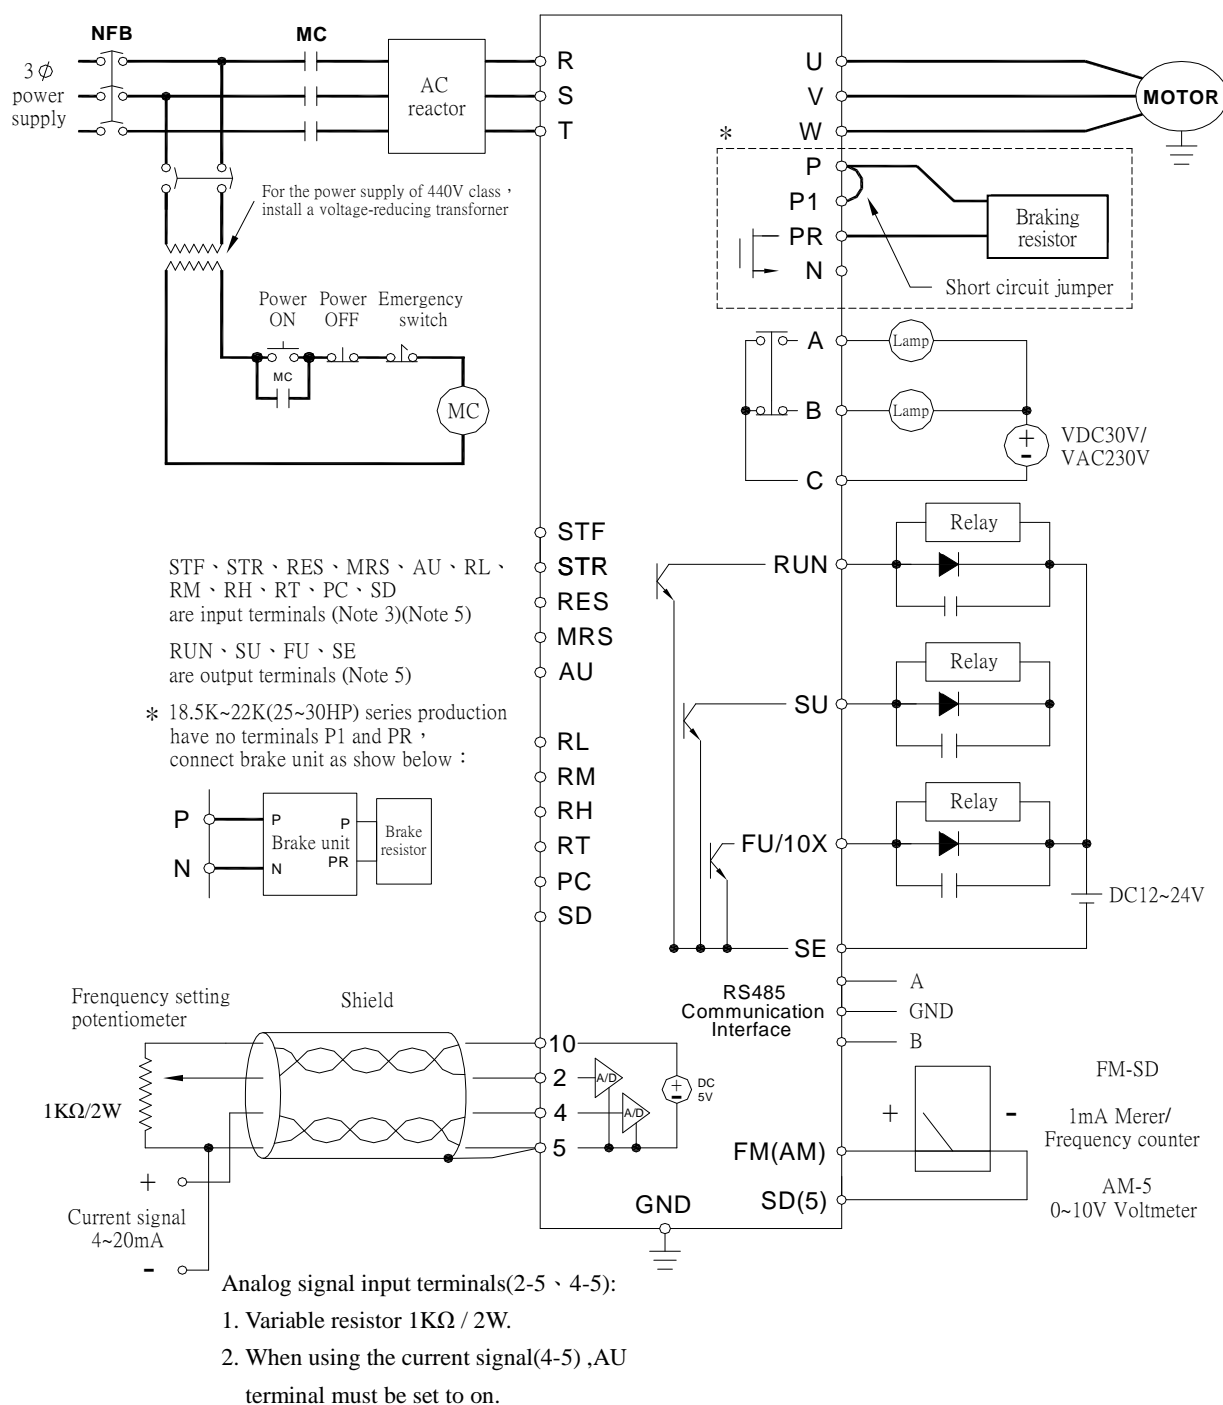 NFB
MC
3 ϕ
power
supply
AC
reactor
R
S
T
U
V
W
MOTOR
*
P
P1
PR
N
Braking
resistor
Short circuit jumper
For the power supply of 440V class，
install a voltage-reducing transforner
Power
ON
Power
OFF
Emergency
switch
MC
MC
A
B
C
Lamp
Lamp
+
-
VDC30V/
VAC230V
STF
STR
RES
MRS
AU
RL
RM
RH
RT
PC
SD
STF、STR、RES、MRS、AU、RL、
RM、RH、RT、PC、SD
are input terminals (Note 3)(Note 5)
RUN、SU、FU、SE
are output terminals (Note 5)
* 18.5K~22K(25~30HP) series production
have no terminals P1 and PR，
connect brake unit as show below：
P
N
P
N
Brake unit
P
PR
Brake
resistor
RUN
SU
FU/10X
SE
Relay
Relay
Relay
DC12~24V
RS485
Communication
Interface
A
GND
B
Frenquency setting
potentiometer
Shield
1KΩ/2W
10
2
4
5
A/D
A/D
+
-
DC
5V
+
Current signal
4~20mA
-
FM(AM)
SD(5)
GND
+
-
FM-SD
1mA Merer/
Frequency counter
AM-5
0~10V Voltmeter
Analog signal input terminals(2-5、4-5):
1. Variable resistor 1KΩ / 2W.
2. When using the current signal(4-5) ,AU
terminal must be set to on.